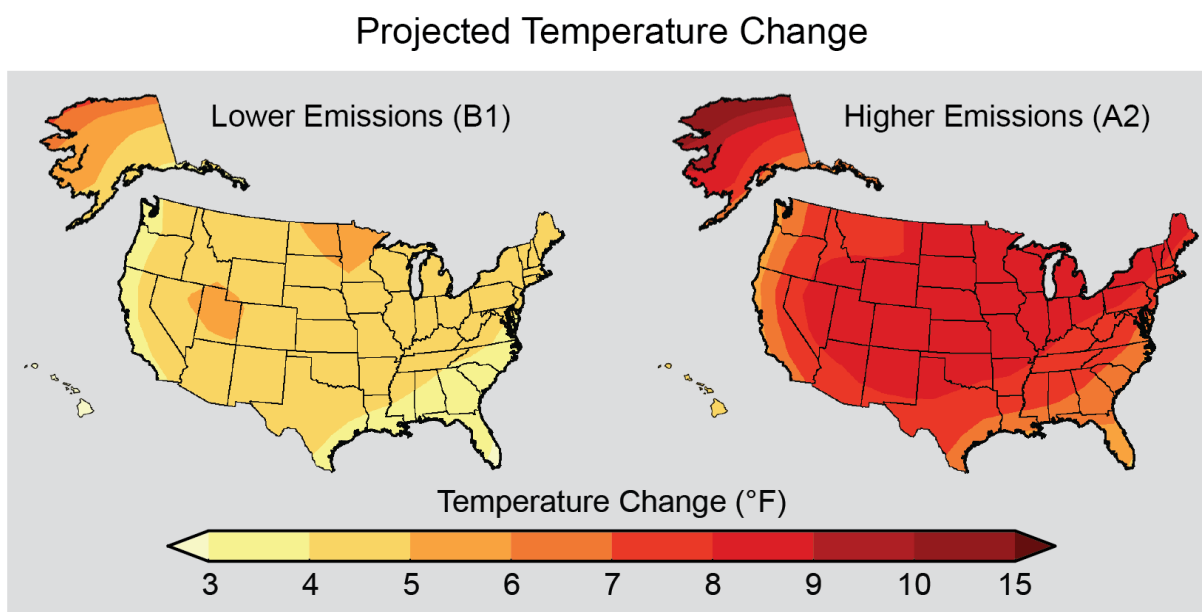 Projected Temperature Change
Lower Emissions (B1)
Higher Emissions (A2)
Temperature Change (°F)
3 4 5 6 7 8 9 10 15